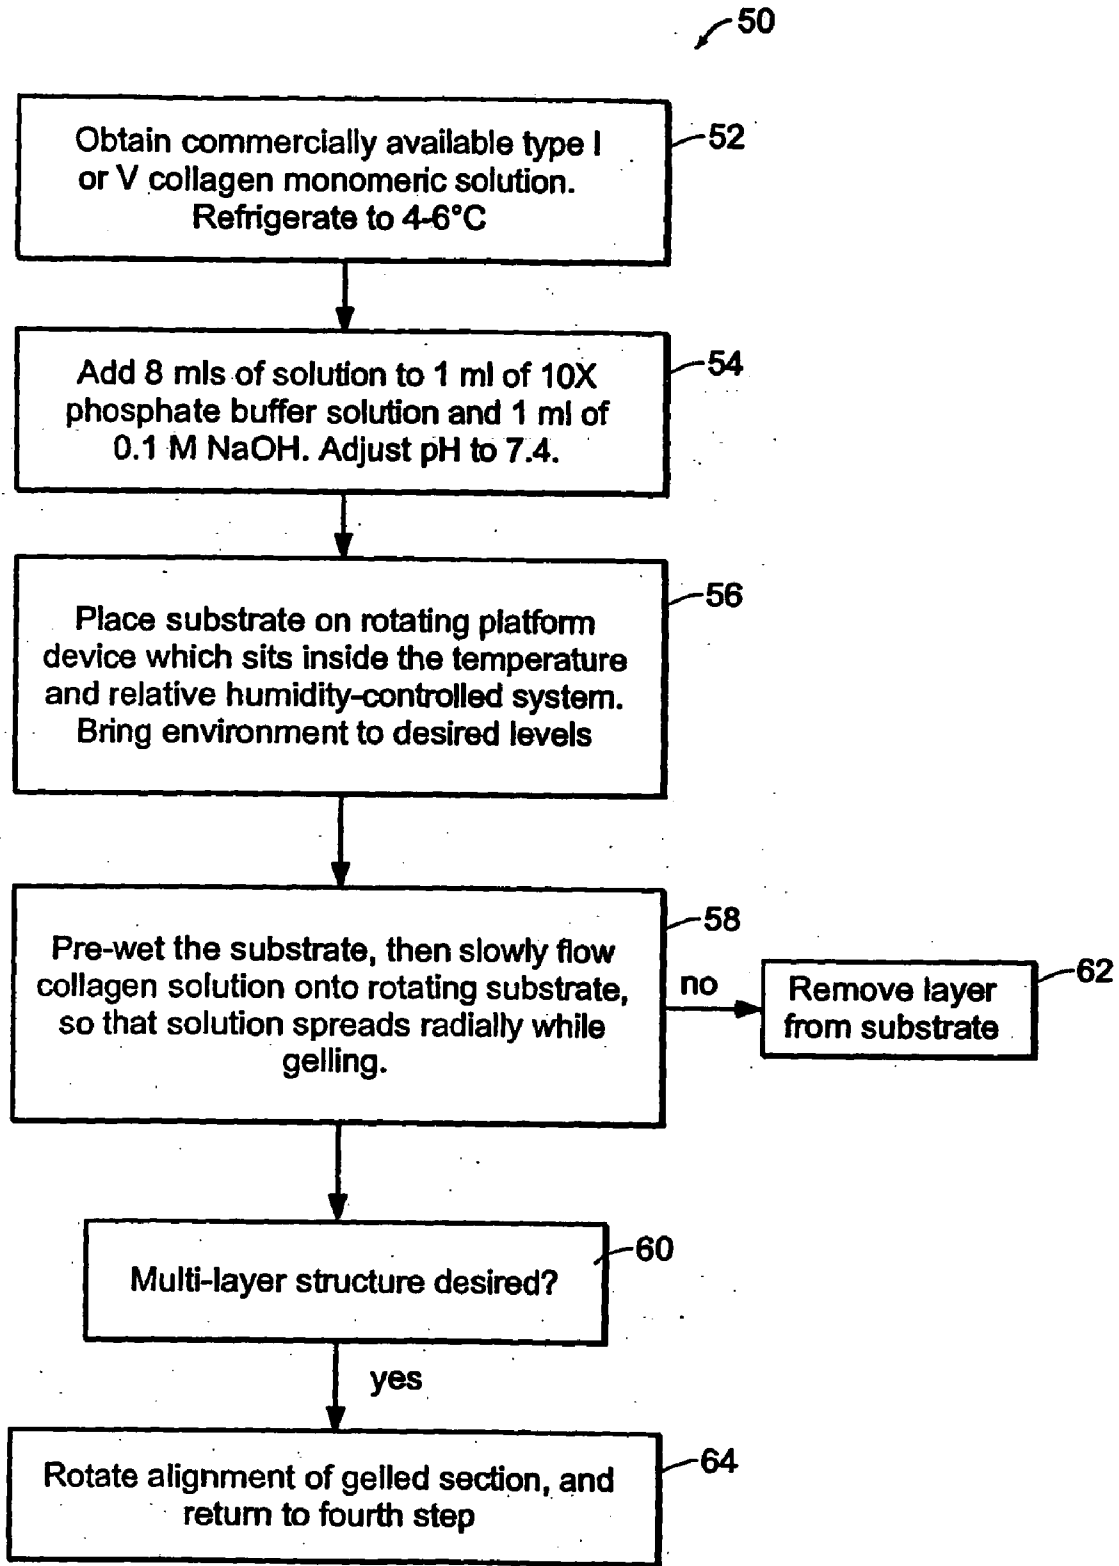 50
Obtain commercially available type I
or V collagen monomeric solution.
Refrigerate to 4-6°C
52
Add 8 mls of solution to 1 ml of 10X
phosphate buffer solution and 1 ml of
0.1 M NaOH. Adjust pH to 7.4.
54
Place substrate on rotating platform
device which sits inside the temperature
and relative humidity-controlled system.
Bring environment to desired levels
56
Pre-wet the substrate, then slowly flow
collagen solution onto rotating substrate,
so that solution spreads radially while
gelling.
58
no
Remove layer
from substrate
62
Multi-layer structure desired?
60
yes
Rotate alignment of gelled section, and
return to fourth step
64